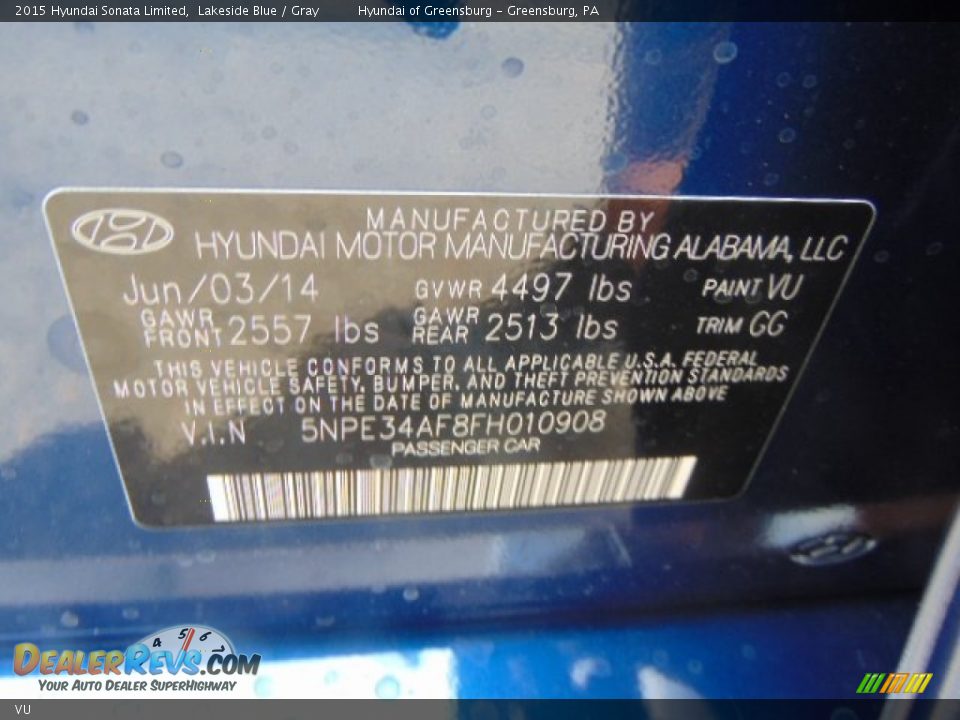 2015 Hyundai Sonata Limited, Lakeside Blue / Gray Hyundai of Greensburg - Greensburg, PA
MANUFACTURED BY
HYUNDAI MOTOR MANUFACTURING ALABAMA, LLC
Jun/03/14 GVWR 4497 lbs PAINT VU
GAWR FRONT 2557 lbs GAWR REAR 2513 lbs TRIM GG
THIS VEHICLE CONFORMS TO ALL APPLICABLE U.S.A. FEDERAL
MOTOR VEHICLE SAFETY, BUMPER, AND THEFT PREVENTION STANDARDS
IN EFFECT ON THE DATE OF MANUFACTURE SHOWN ABOVE
V.I.N 5NPE34AF8FH010908
PASSENGER CAR
4 5 6
DEALERREVS.COM
YOUR AUTO DEALER SUPERHIGHWAY
VU